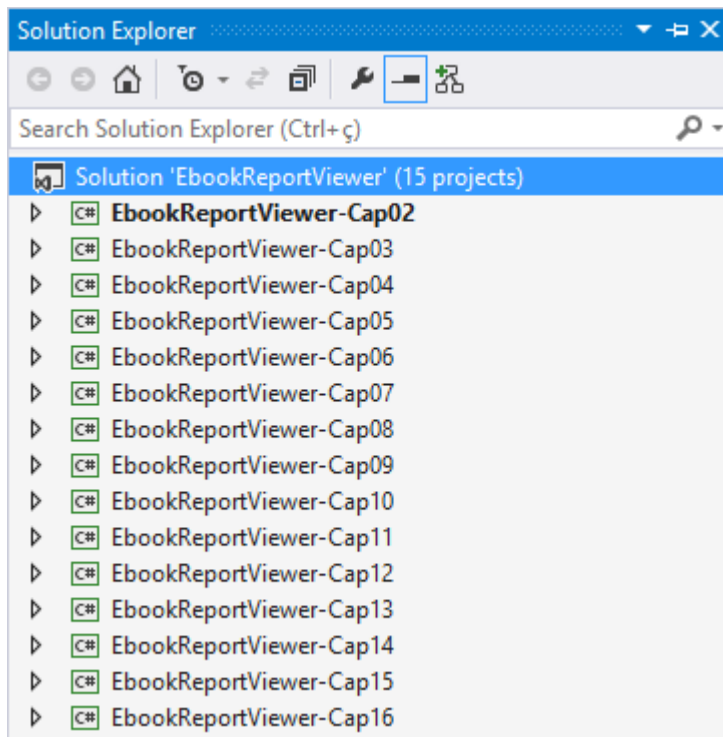 Solution Explorer
Search Solution Explorer (Ctrl+ç)
Solution 'EbookReportViewer' (15 projects)
C# EbookReportViewer-Cap02
C# EbookReportViewer-Cap03
C# EbookReportViewer-Cap04
C# EbookReportViewer-Cap05
C# EbookReportViewer-Cap06
C# EbookReportViewer-Cap07
C# EbookReportViewer-Cap08
C# EbookReportViewer-Cap09
C# EbookReportViewer-Cap10
C# EbookReportViewer-Cap11
C# EbookReportViewer-Cap12
C# EbookReportViewer-Cap13
C# EbookReportViewer-Cap14
C# EbookReportViewer-Cap15
C# EbookReportViewer-Cap16